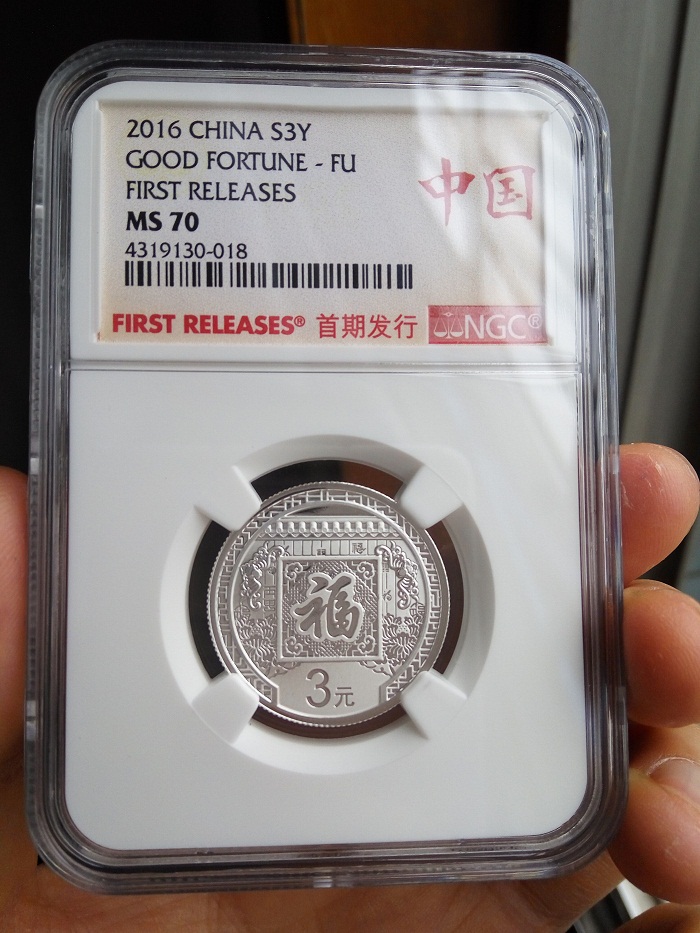 2016 CHINA S3Y
GOOD FORTUNE - FU
FIRST RELEASES
MS 70
4319130-018
中国
FIRST RELEASES® 首期发行 NGC®
福
3元